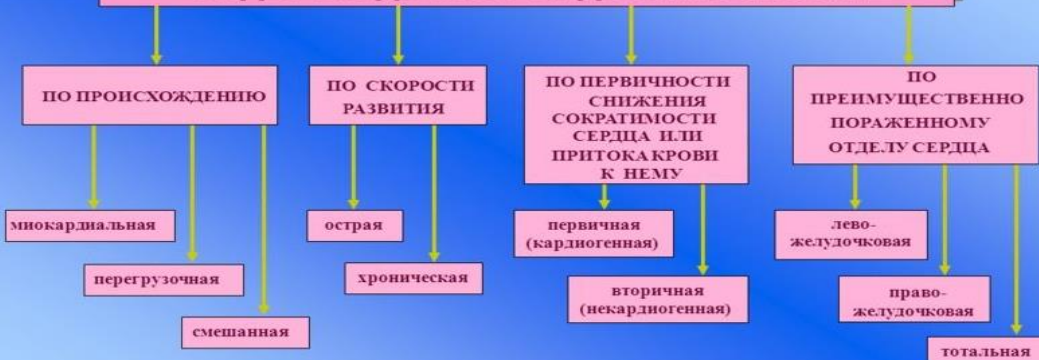 ПО ПРОИСХОЖДЕНИЮ
ПО СКОРОСТИ
РАЗВИТИЯ
ПО ПЕРВИЧНОСТИ
СНИЖЕНИЯ
СОКРАТИМОСТИ
СЕРДЦА ИЛИ
ПРИТОКА КРОВИ
К НЕМУ
ПО
ПРЕИМУЩЕСТВЕННО
ПОРАЖЕННОМУ
ОТДЕЛУ СЕРДЦА
миокардиальная
перегрузочная
смешанная
острая
хроническая
первичная
(кардиогенная)
вторичная
(некардиогенная)
лево-
желудочковая
право-
желудочковая
тотальная